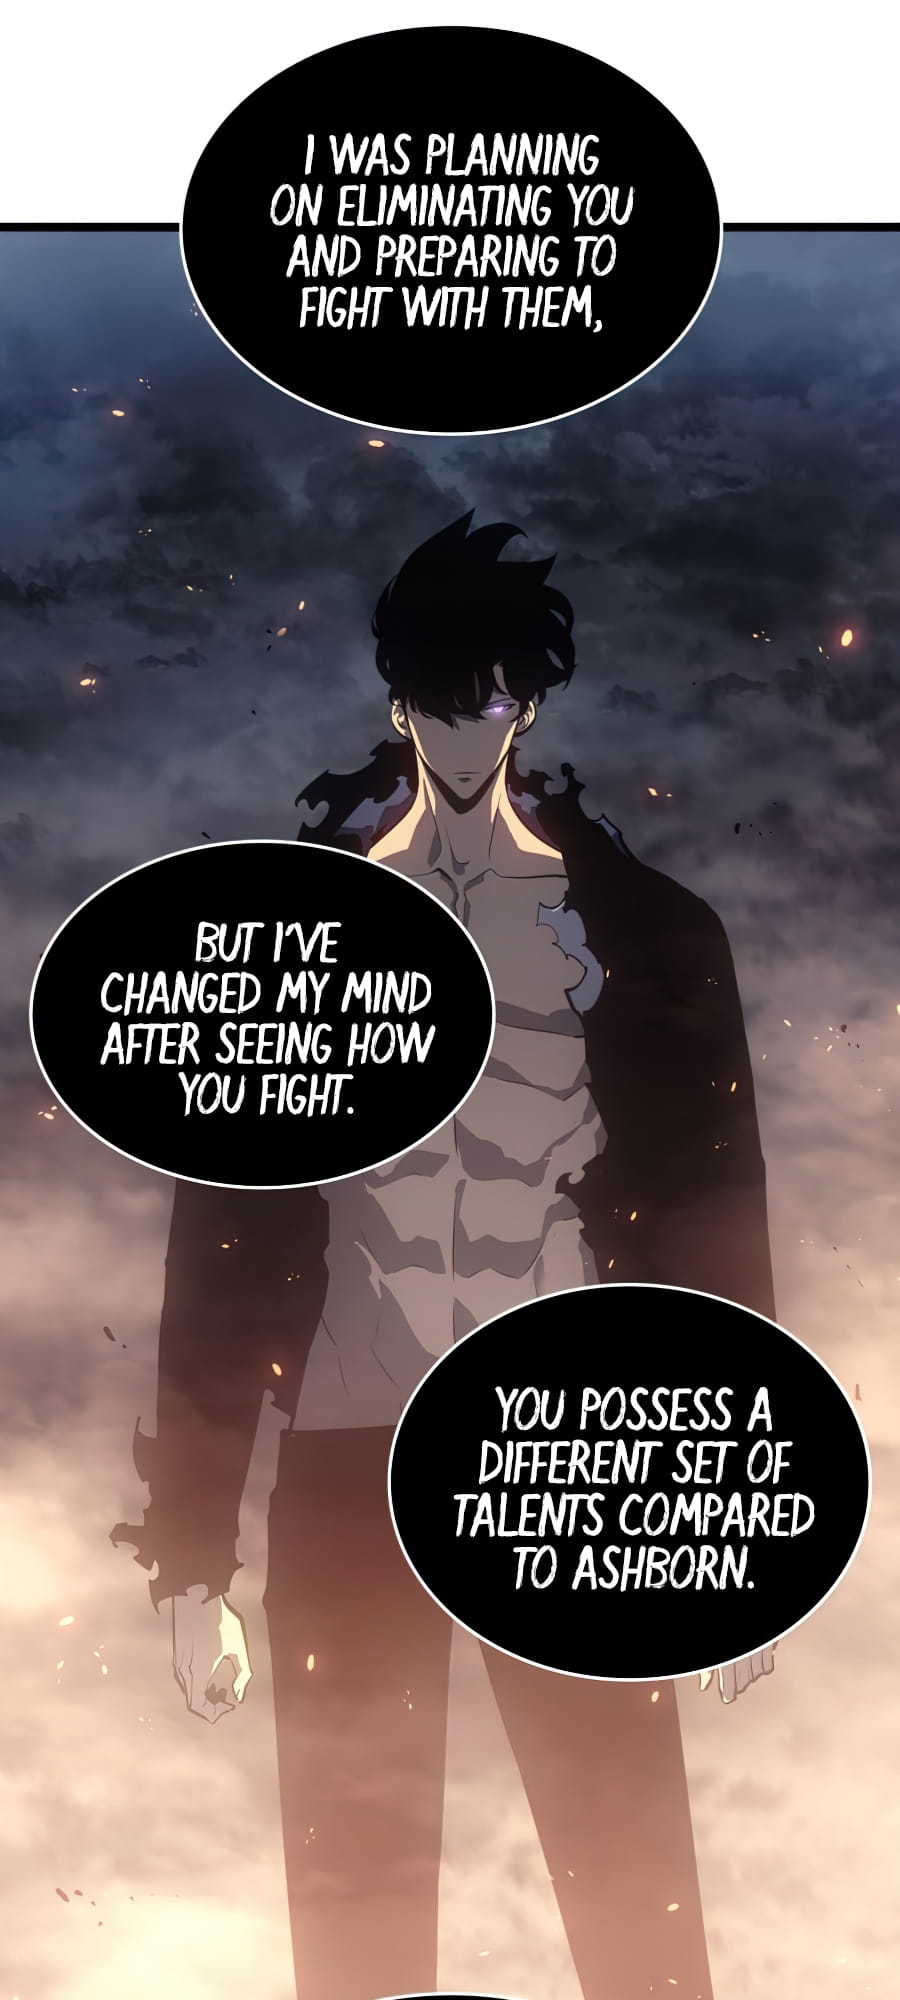 I WAS PLANNING
ON ELIMINATING YOU
AND PREPARING TO
FIGHT WITH THEM,
BUT I'VE
CHANGED MY MIND
AFTER SEEING HOW
YOU FIGHT.
YOU POSSESS A
DIFFERENT SET OF
TALENTS COMPARED
TO ASHBORN.